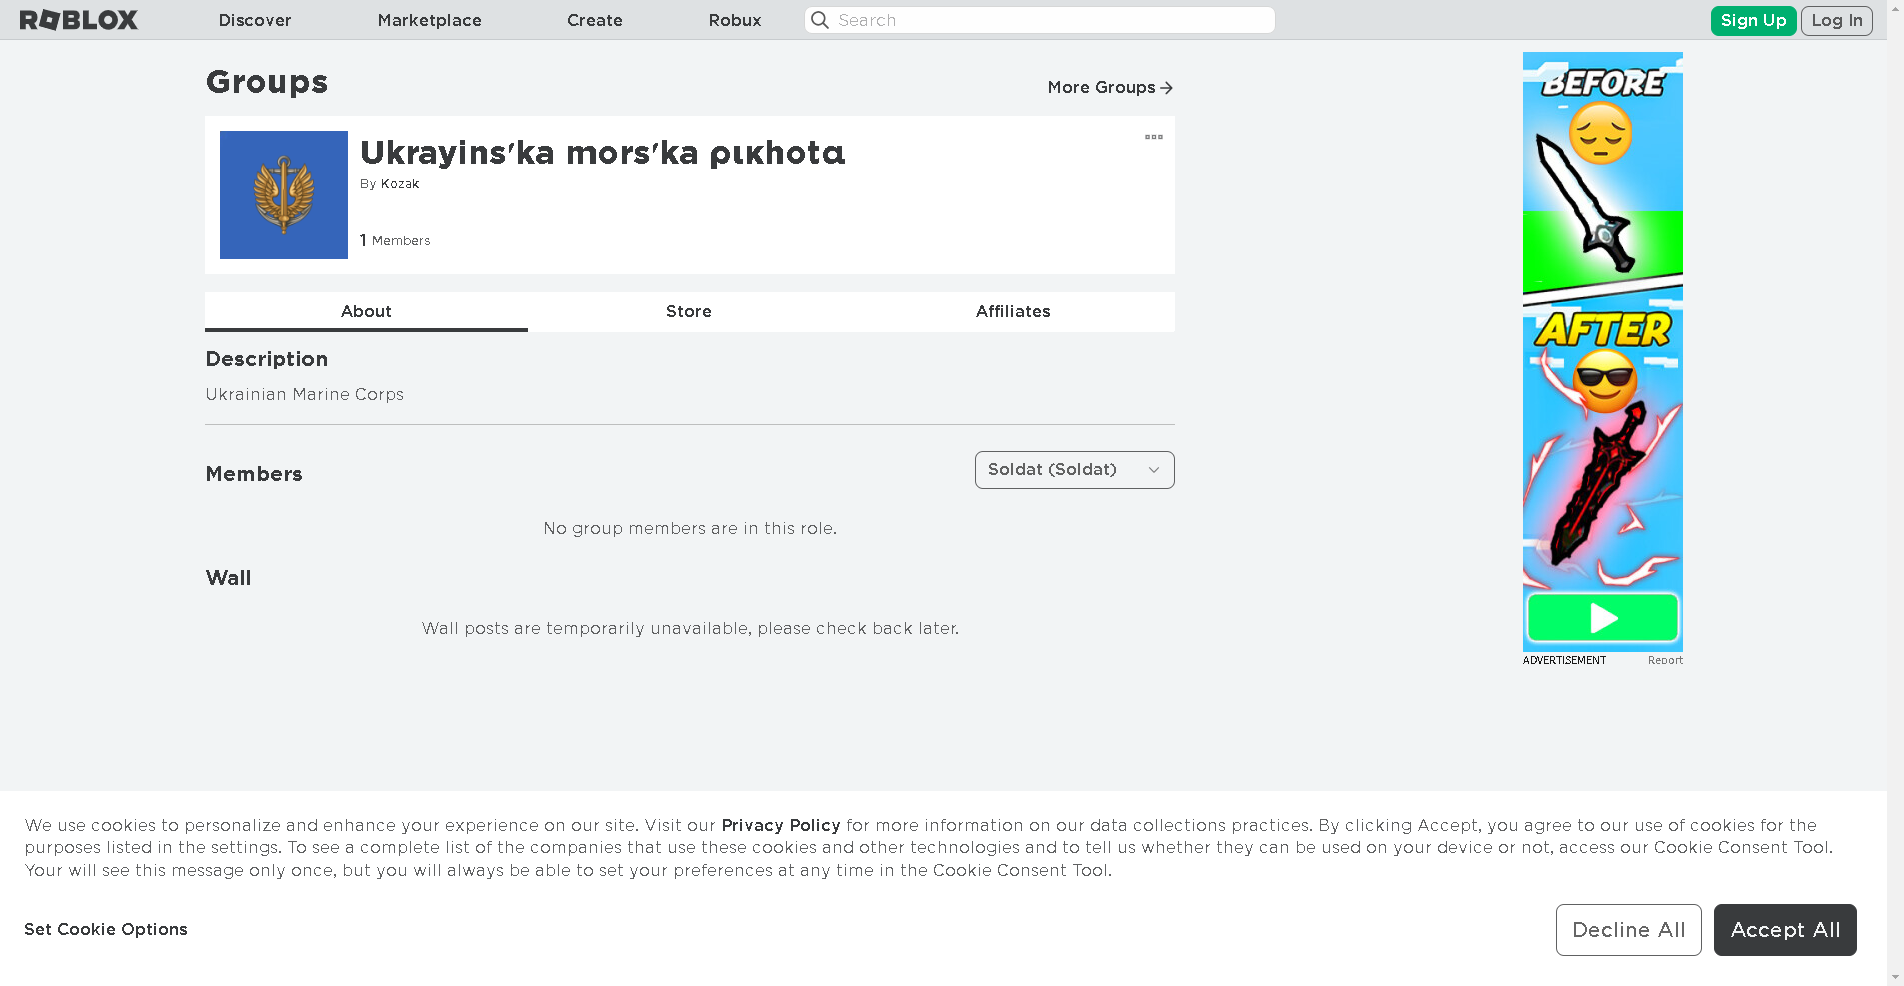 ROBLOX
Discover
Marketplace
Create
Robux
Search
Sign Up
Log In
Groups
More Groups
Ukrayinsʹka morsʹka ριкhotα
By Kozak
1 Members
About
Store
Affiliates
Description
Ukrainian Marine Corps
Members
Soldat (Soldat)
No group members are in this role.
Wall
Wall posts are temporarily unavailable, please check back later.
BEFORE
AFTER
ADVERTISEMENT
Report
We use cookies to personalize and enhance your experience on our site. Visit our Privacy Policy for more information on our data collections practices. By clicking Accept, you agree to our use of cookies for the
purposes listed in the settings. To see a complete list of the companies that use these cookies and other technologies and to tell us whether they can be used on your device or not, access our Cookie Consent Tool.
Your will see this message only once, but you will always be able to set your preferences at any time in the Cookie Consent Tool.
Set Cookie Options
Decline All
Accept All